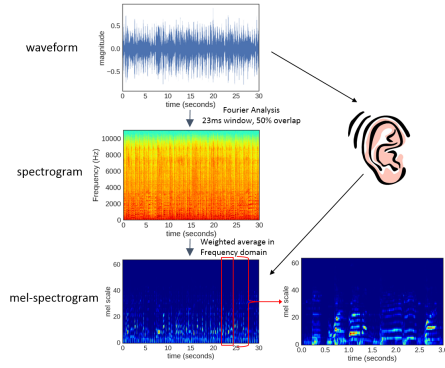 waveform
magnitude
0.5
0.0
−0.5
0 5 10 15 20 25 30
time (seconds)
Fourier Analysis
23ms window, 50% overlap
spectrogram
Frequency (Hz)
10000
8000
6000
4000
2000
0
0 5 10 15 20 25 30
time (seconds)
Weighted average in
Frequency domain
mel-spectrogram
mel scale
60
40
20
0
0 5 10 15 20 25 30
time (seconds)
mel scale
60
50
40
30
20
10
0
0.0 0.5 1.0 1.5 2.0 2.5 3.0
time (seconds)